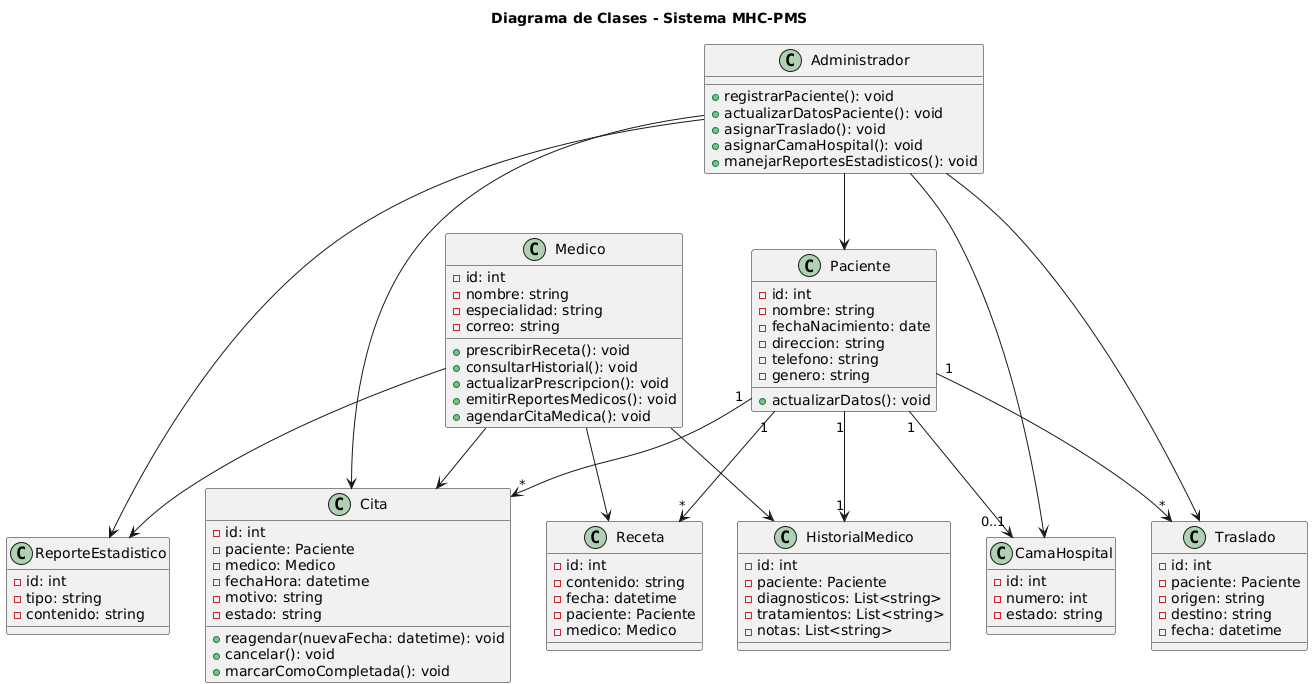 Diagrama de Clases - Sistema MHC-PMS
C Administrador
registrarPaciente(): void
actualizarDatosPaciente(): void
asignarTraslado(): void
asignarCamaHospital(): void
manejarReportesEstadisticos(): void
C Medico
id: int
nombre: string
especialidad: string
correo: string
prescribirReceta(): void
consultarHistorial(): void
actualizarPrescripcion(): void
emitirReportesMedicos(): void
agendarCitaMedica(): void
C Paciente
id: int
nombre: string
fechaNacimiento: date
direccion: string
telefono: string
genero: string
actualizarDatos(): void
1
1
1
1
1
*
*
1
0..1
*
C ReporteEstadistico
id: int
tipo: string
contenido: string
C Cita
id: int
paciente: Paciente
medico: Medico
fechaHora: datetime
motivo: string
estado: string
reagendar(nuevaFecha: datetime): void
cancelar(): void
marcarComoCompletada(): void
C Receta
id: int
contenido: string
fecha: datetime
paciente: Paciente
medico: Medico
C HistorialMedico
id: int
paciente: Paciente
diagnosticos: List<string>
tratamientos: List<string>
notas: List<string>
C CamaHospital
id: int
numero: int
estado: string
C Traslado
id: int
paciente: Paciente
origen: string
destino: string
fecha: datetime